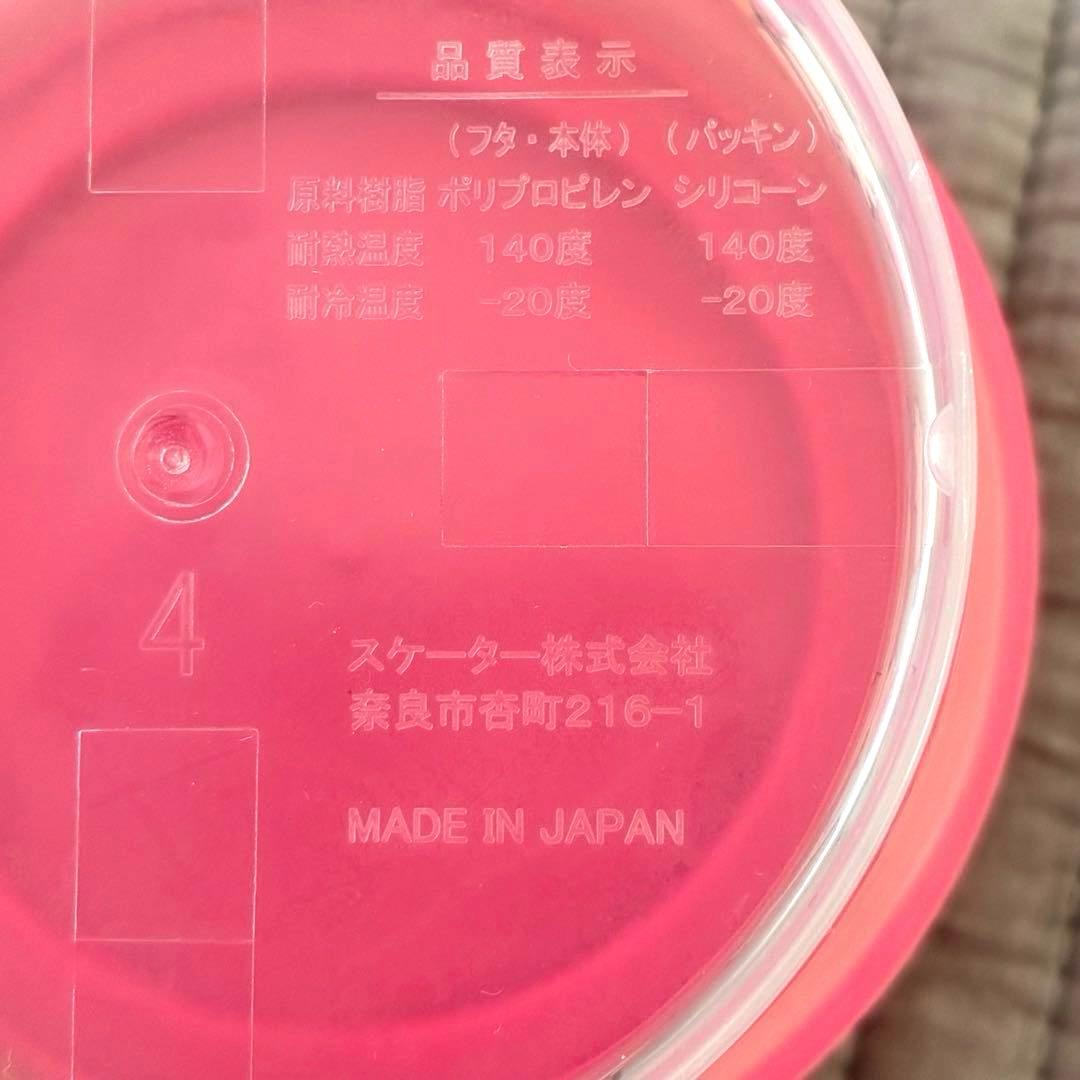 品質表示
(フタ・本体) (パッキン)
原料樹脂 ポリプロピレン シリコーン
耐熱温度 140度 140度
耐冷温度 -20度 -20度
4
スケーター株式会社
奈良市杏町216-1
MADE IN JAPAN